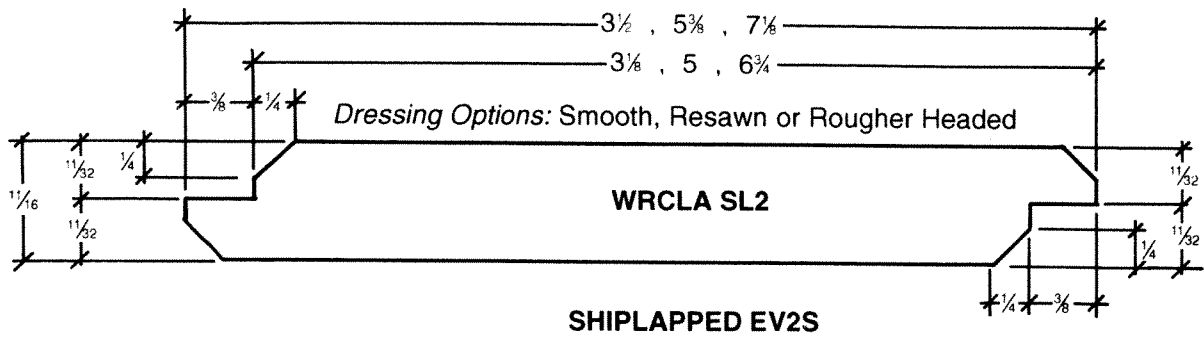 3½ , 5⅜ , 7⅛
3⅛ , 5 , 6¾
⅜ ¼
Dressing Options: Smooth, Resawn or Rougher Headed
11/16
11/32
¼
11/32
WRCLA SL2
11/32
11/32
¼
¼ ⅜
SHIPLAPPED EV2S